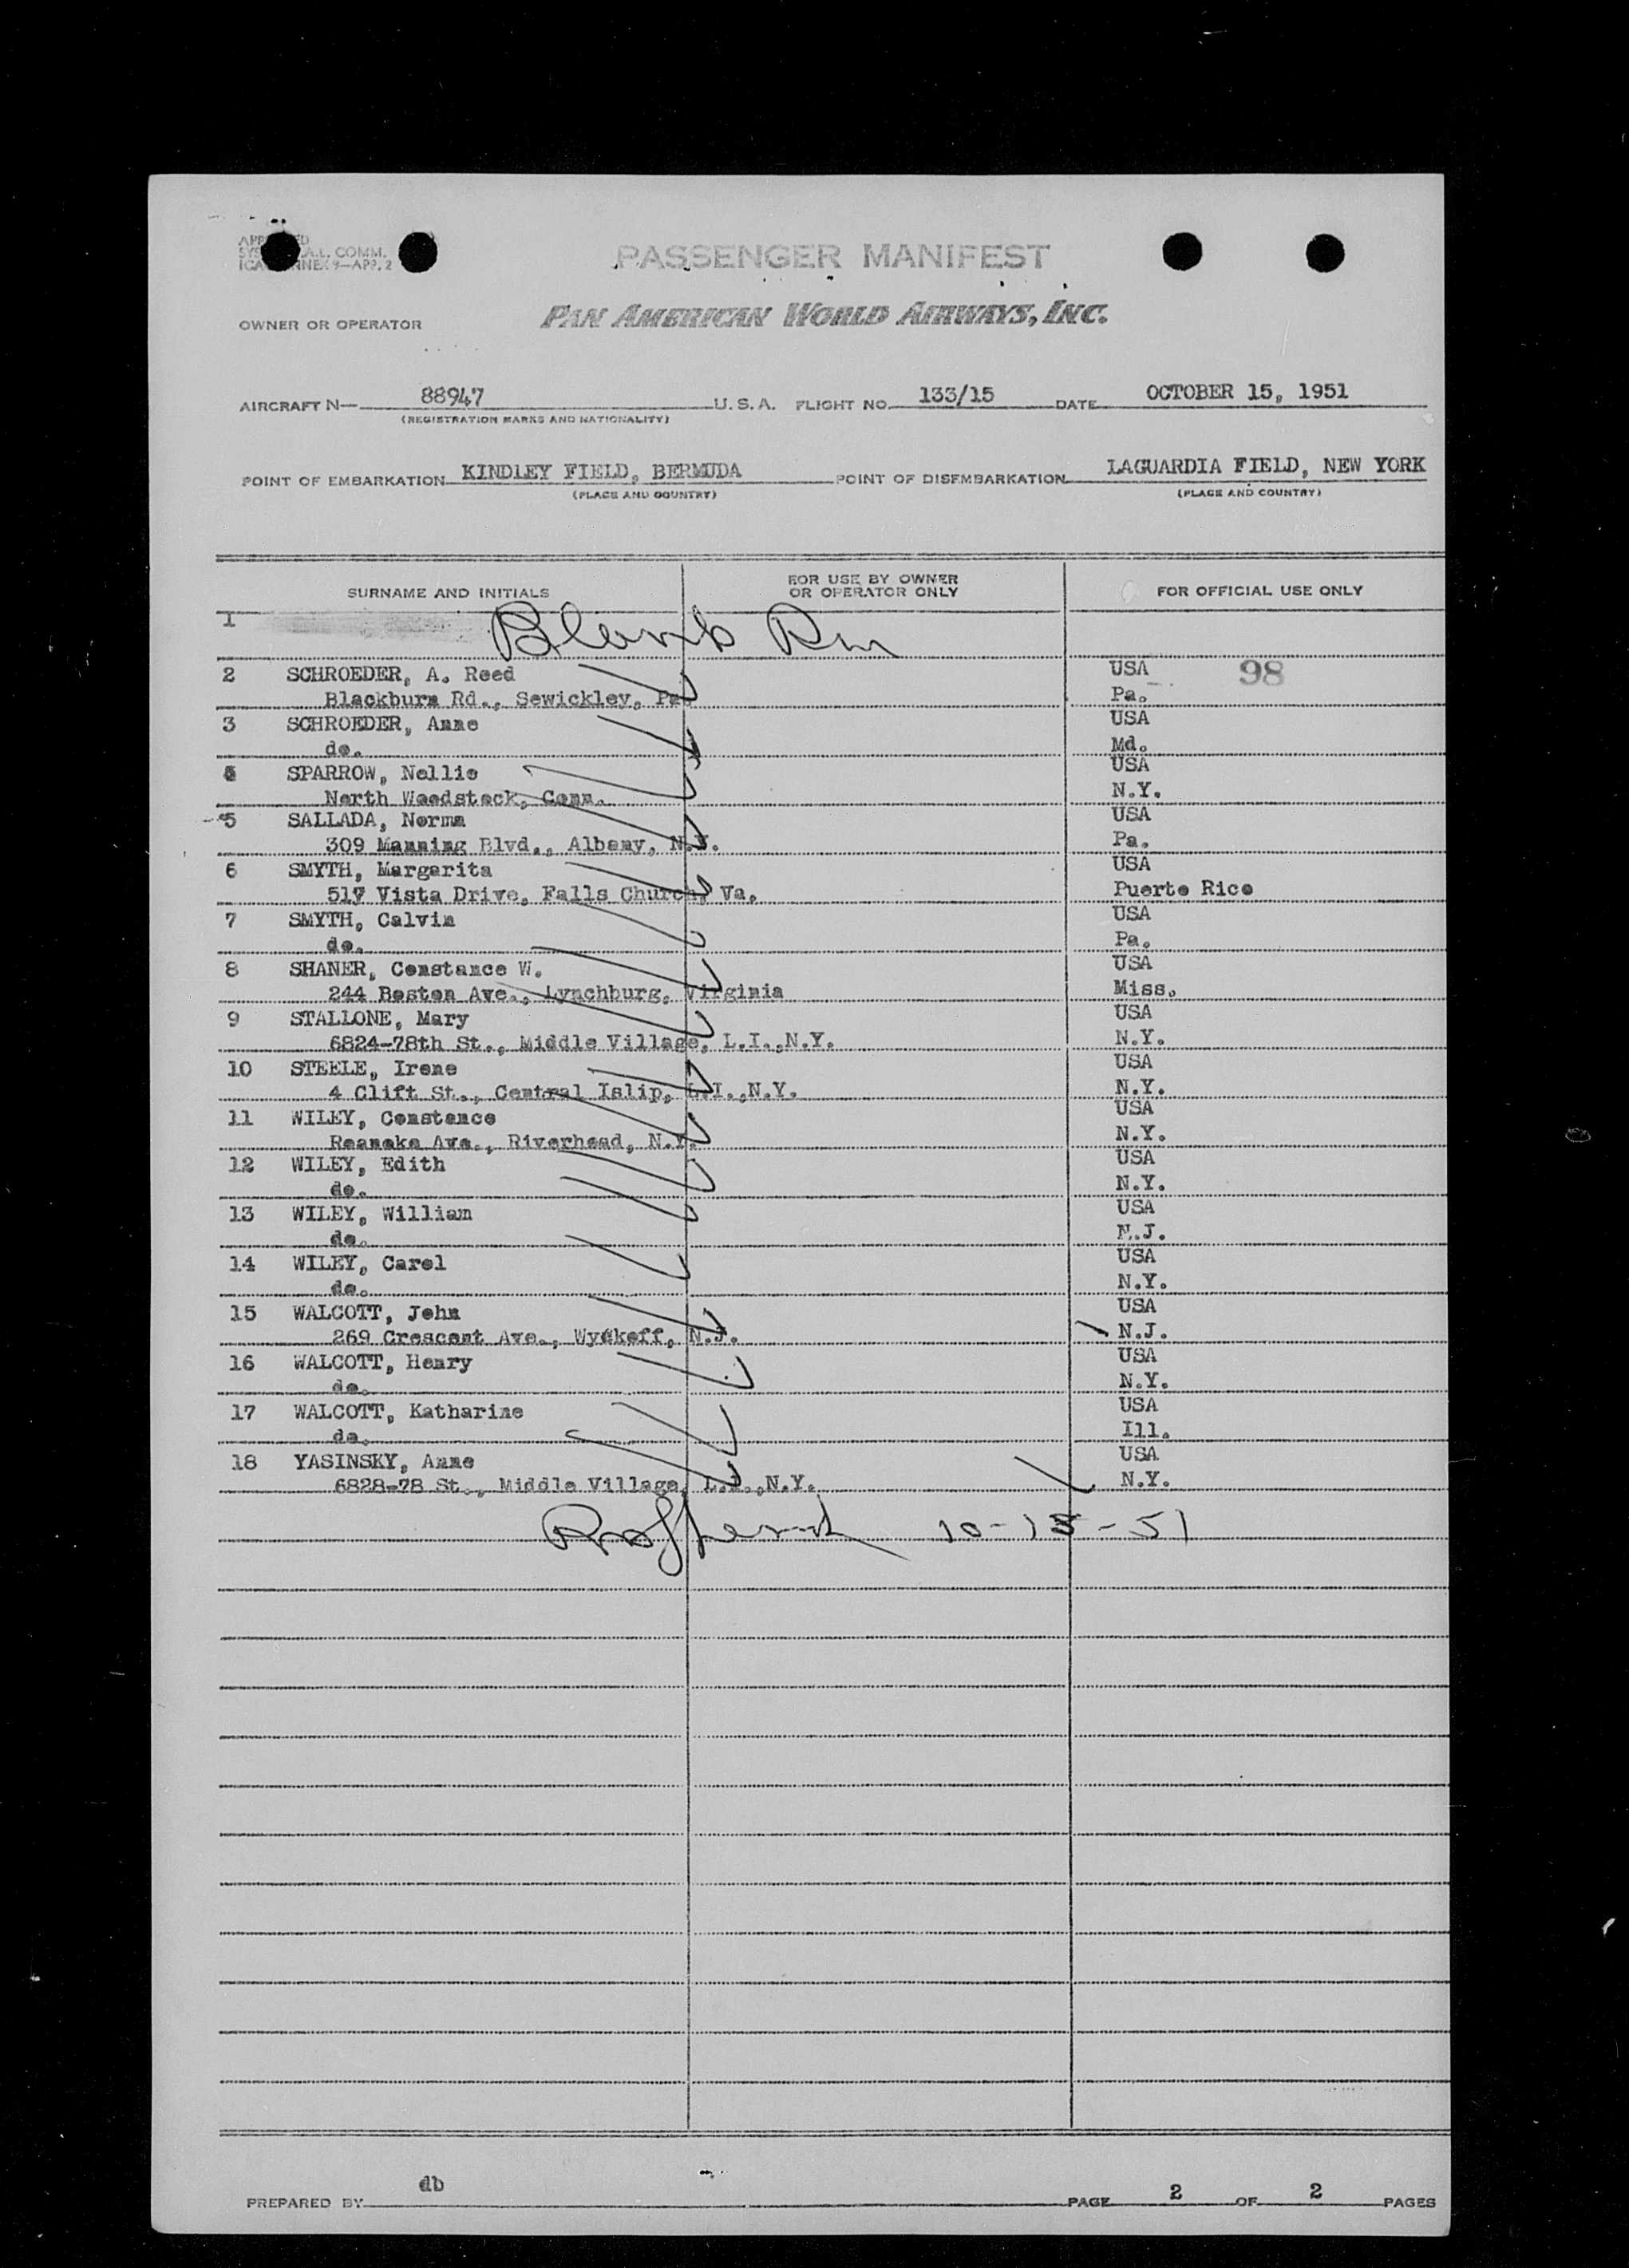 PASSENGER MANIFEST
OWNER OR OPERATOR PAN AMERICAN WORLD AIRWAYS, INC.
AIRCRAFT N— 88947 U.S.A. FLIGHT NO. 133/15 DATE OCTOBER 15, 1951
(REGISTRATION MARKS AND NATIONALITY)
POINT OF EMBARKATION KINDLEY FIELD, BERMUDA POINT OF DISEMBARKATION LAGUARDIA FIELD, NEW YORK
(PLACE AND COUNTRY) (PLACE AND COUNTRY)
SURNAME AND INITIALS FOR USE BY OWNER OR OPERATOR ONLY FOR OFFICIAL USE ONLY
1 Blank
2 SCHROEDER, A. Reed USA 98
Blackburn Rd., Sewickley, Pa. Pa.
3 SCHROEDER, Anne USA
do. Md.
4 SPARROW, Nellie USA
North Woodstock, Conn. N.Y.
5 SALLADA, Norma USA
309 Manning Blvd., Albany, N.Y. Pa.
6 SMYTH, Margarita USA
517 Vista Drive, Falls Church, Va. Puerto Rico
7 SMYTH, Calvin USA
do. Pa.
8 SHANER, Constance W. USA
244 Boston Ave., Lynchburg, Virginia Miss.
9 STALLONE, Mary USA
6824-78th St., Middle Village, L.I.,N.Y. N.Y.
10 STEELE, Irene USA
4 Clift St., Central Islip, L.I.,N.Y. N.Y.
11 WILEY, Constance USA
Roanoke Ave., Riverhead, N.Y. N.Y.
12 WILEY, Edith USA
do. N.Y.
13 WILEY, William USA
do. N.J.
14 WILEY, Carol USA
do. N.Y.
15 WALCOTT, John USA
269 Crescent Ave., Wyckoff, N.J. N.J.
16 WALCOTT, Henry USA
do. N.Y.
17 WALCOTT, Katharine USA
do. Ill.
18 YASINSKY, Anne USA
6828-78 St., Middle Village, L.I.,N.Y. N.Y.
10-15-51
PREPARED BY db PAGE 2 OF 2 PAGES